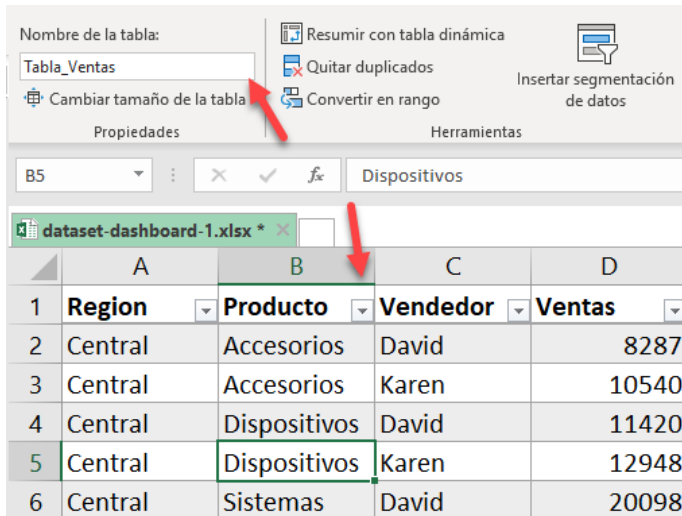 Nombre de la tabla:
Tabla_Ventas
Cambiar tamaño de la tabla
Propiedades
Resumir con tabla dinámica
Quitar duplicados
Convertir en rango
Insertar segmentación
de datos
Herramientas
B5 fx Dispositivos
dataset-dashboard-1.xlsx *
A B C D
1 Region Producto Vendedor Ventas
2 Central Accesorios David 8287
3 Central Accesorios Karen 10540
4 Central Dispositivos David 11420
5 Central Dispositivos Karen 12948
6 Central Sistemas David 20098